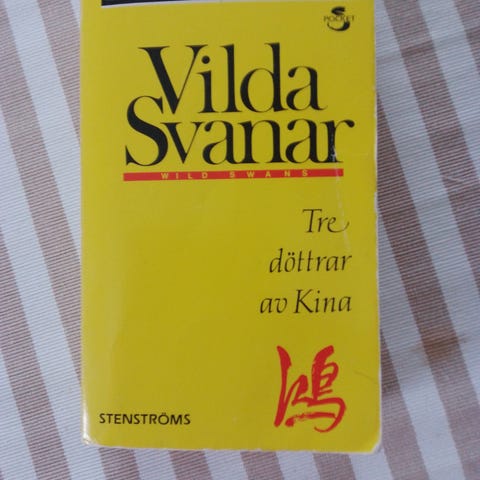 S
POCKET
Vilda
Svanar
WILD SWANS
Tre
döttrar
av Kina
鴻
STENSTRÖMS